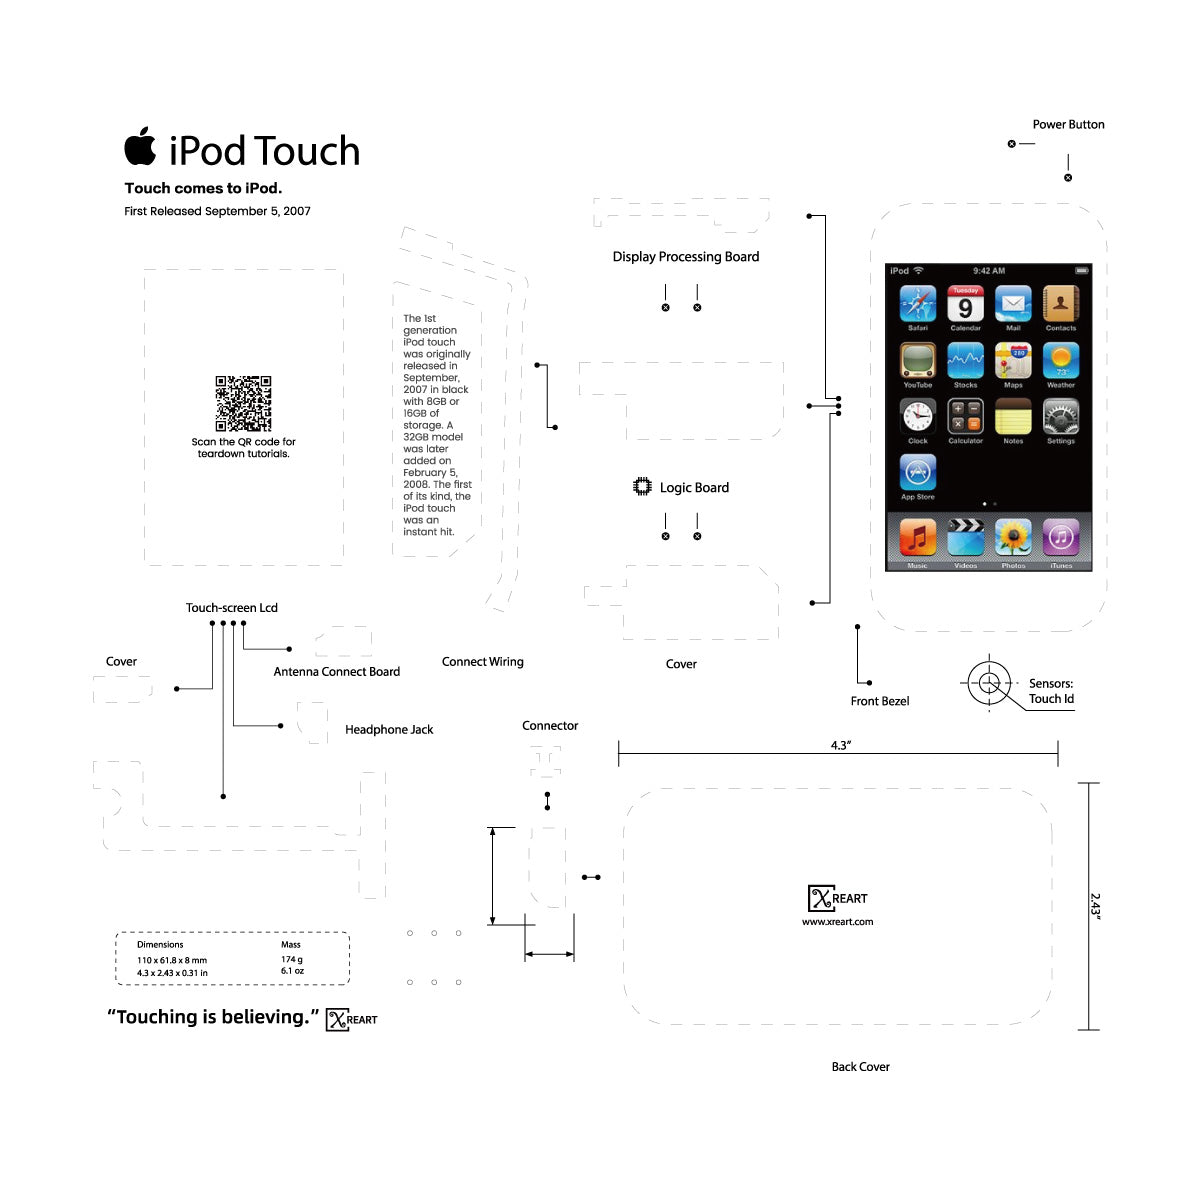 iPod Touch
Touch comes to iPod.
First Released September 5, 2007
Power Button
Display Processing Board
The 1st
generation
iPod touch
was originally
released in
September,
2007 in black
with 8GB or
16GB of
storage. A
32GB model
was later
added on
February 5,
2008. The first
of its kind, the
iPod touch
was an
instant hit.
Scan the QR code for
teardown tutorials.
iPod 9:42 AM
Tuesday
9
280
73°
Safari Calendar Mail Contacts
YouTube Stocks Maps Weather
Clock Calculator Notes Settings
App Store
Music Videos Photos iTunes
Logic Board
Touch-screen Lcd
Cover
Antenna Connect Board
Connect Wiring
Cover
Headphone Jack
Front Bezel
Sensors:
Touch Id
Connector
4.3”
2.43”
XREART
www.xreart.com
Dimensions Mass
110 x 61.8 x 8 mm 174 g
4.3 x 2.43 x 0.31 in 6.1 oz
“Touching is believing.” XREART
Back Cover